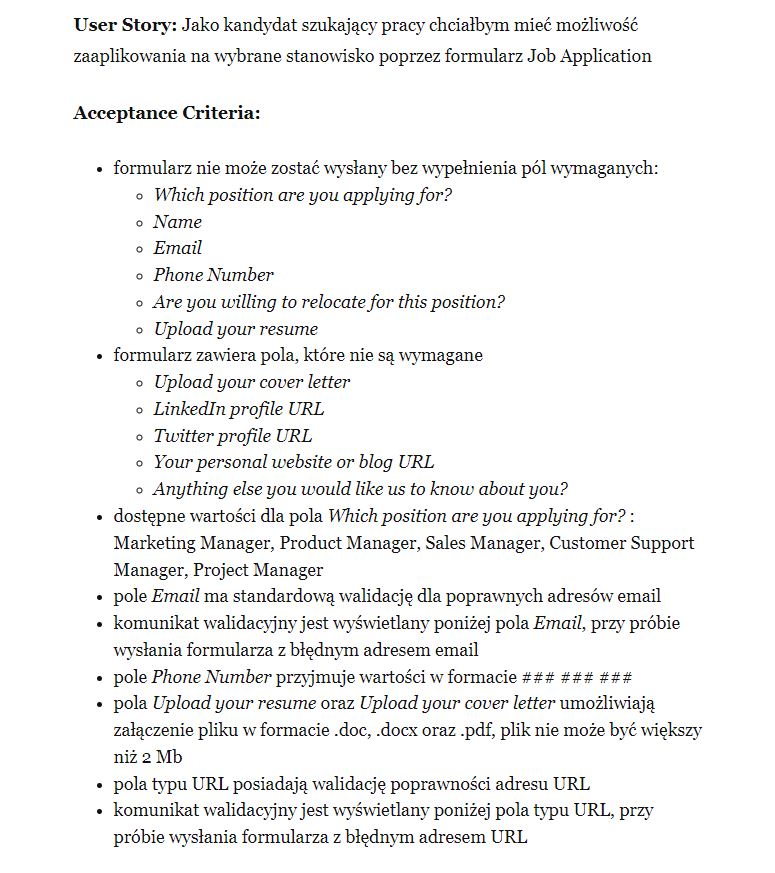 User Story: Jako kandydat szukający pracy chciałbym mieć możliwość
zaaplikowania na wybrane stanowisko poprzez formularz Job Application
Acceptance Criteria:
• formularz nie może zostać wysłany bez wypełnienia pól wymaganych:
◦ Which position are you applying for?
◦ Name
◦ Email
◦ Phone Number
◦ Are you willing to relocate for this position?
◦ Upload your resume
• formularz zawiera pola, które nie są wymagane
◦ Upload your cover letter
◦ LinkedIn profile URL
◦ Twitter profile URL
◦ Your personal website or blog URL
◦ Anything else you would like us to know about you?
• dostępne wartości dla pola Which position are you applying for? :
Marketing Manager, Product Manager, Sales Manager, Customer Support
Manager, Project Manager
• pole Email ma standardową walidację dla poprawnych adresów email
• komunikat walidacyjny jest wyświetlany poniżej pola Email, przy próbie
wysłania formularza z błędnym adresem email
• pole Phone Number przyjmuje wartości w formacie ### ### ###
• pola Upload your resume oraz Upload your cover letter umożliwiają
załączenie pliku w formacie .doc, .docx oraz .pdf, plik nie może być większy
niż 2 Mb
• pola typu URL posiadają walidację poprawności adresu URL
• komunikat walidacyjny jest wyświetlany poniżej pola typu URL, przy
próbie wysłania formularza z błędnym adresem URL